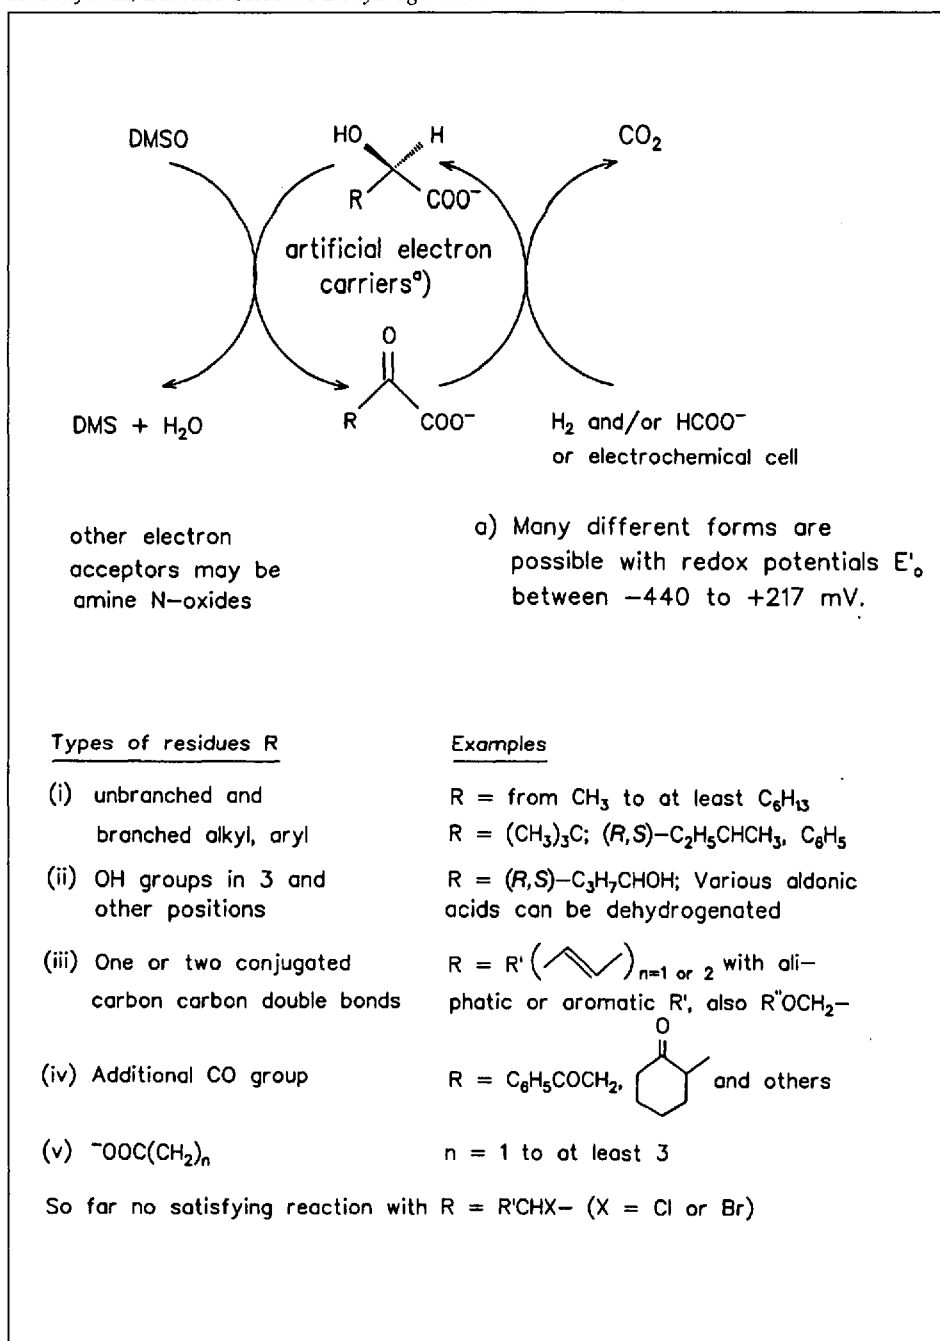 DMSO
HO
H
CO₂
R
COO⁻
artificial electron
carriersᵃ)
O
R
COO⁻
DMS + H₂O
H₂ and/or HCOO⁻
or electrochemical cell
other electron
acceptors may be
amine N–oxides
a) Many different forms are
possible with redox potentials E'₀
between –440 to +217 mV.
Types of residues R
Examples
(i) unbranched and
R = from CH₃ to at least C₆H₁₃
branched alkyl, aryl
R = (CH₃)₃C; (R,S)–C₂H₅CHCH₃, C₆H₅
(ii) OH groups in 3 and
R = (R,S)–C₃H₇CHOH; Various aldonic
other positions
acids can be dehydrogenated
(iii) One or two conjugated
R = R' ( )n=1 or 2 with ali–
carbon carbon double bonds
phatic or aromatic R', also R"OCH₂–
O
(iv) Additional CO group
R = C₆H₅COCH₂, and others
(v) ⁻OOC(CH₂)ₙ
n = 1 to at least 3
So far no satisfying reaction with R = R'CHX– (X = Cl or Br)